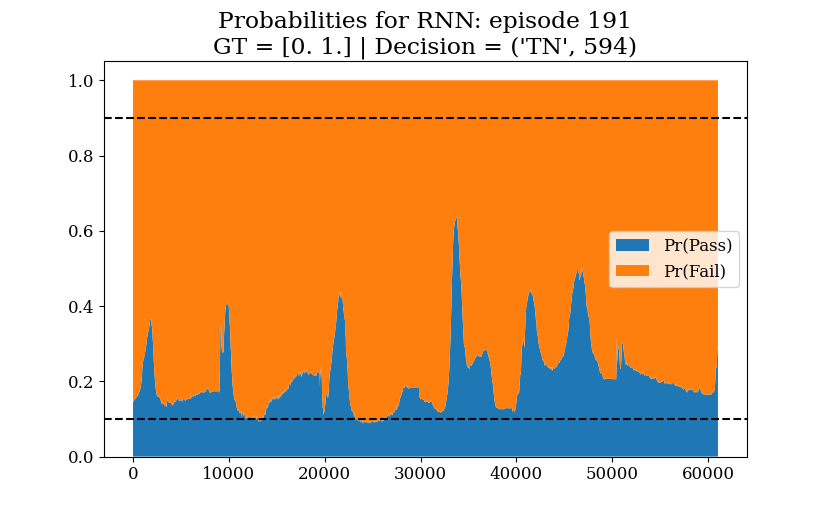 Probabilities for RNN: episode 191
GT = [0. 1.] | Decision = ('TN', 594)
1.0
0.8
0.6
0.4
0.2
0.0
Pr(Pass)
Pr(Fail)
0 10000 20000 30000 40000 50000 60000